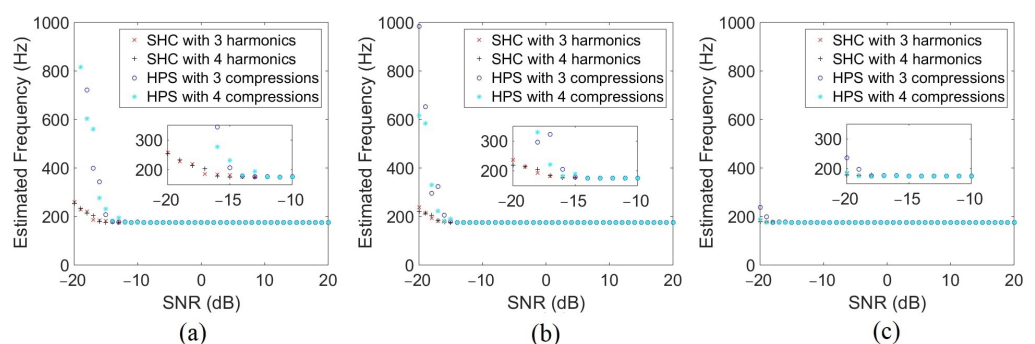 1000
800
600
400
200
0
Estimated Frequency (Hz)
SHC with 3 harmonics
SHC with 4 harmonics
HPS with 3 compressions
HPS with 4 compressions
300
200
−20 −15 −10
−20 −10 0 10 20
SNR (dB)
(a)
1000
800
600
400
200
0
Estimated Frequency (Hz)
SHC with 3 harmonics
SHC with 4 harmonics
HPS with 3 compressions
HPS with 4 compressions
300
200
−20 −15 −10
−20 −10 0 10 20
SNR (dB)
(b)
1000
800
600
400
200
0
Estimated Frequency (Hz)
SHC with 3 harmonics
SHC with 4 harmonics
HPS with 3 compressions
HPS with 4 compressions
300
200
−20 −15 −10
−20 −10 0 10 20
SNR (dB)
(c)